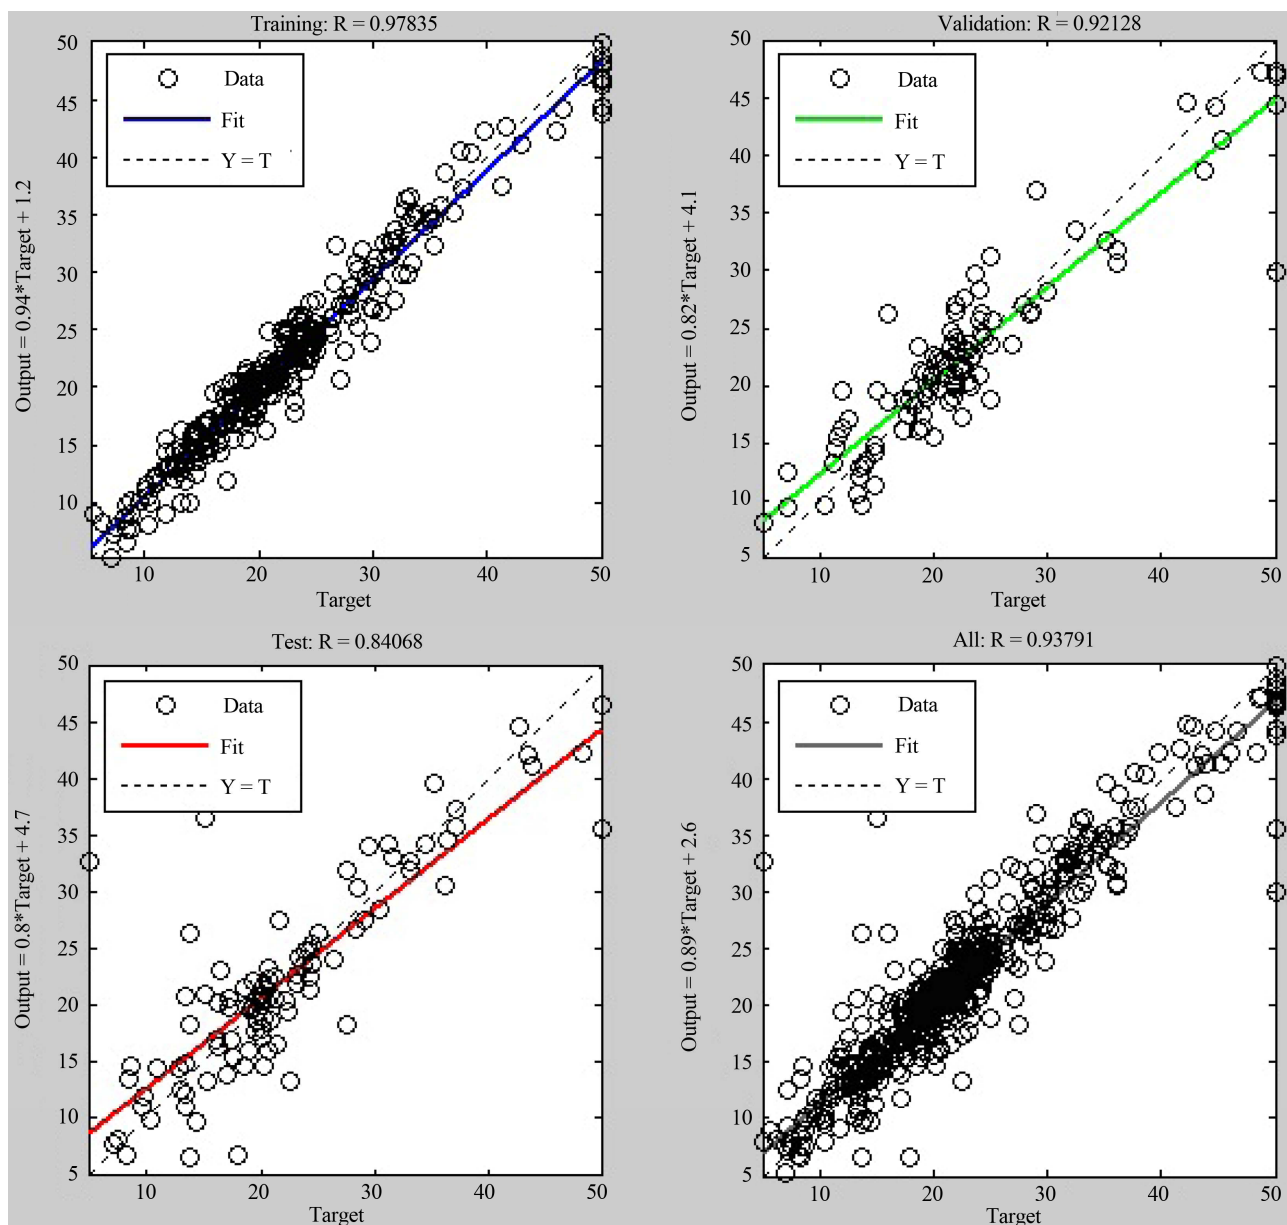 Training: R = 0.97835
Output = 0.94*Target + 1.2
50
45
40
35
30
25
20
15
10
Data
Fit
Y = T
10
20
30
40
50
Target
Validation: R = 0.92128
Output = 0.82*Target + 4.1
50
45
40
35
30
25
20
15
10
5
Data
Fit
Y = T
10
20
30
40
50
Target
Test: R = 0.84068
Output = 0.8*Target + 4.7
50
45
40
35
30
25
20
15
10
5
Data
Fit
Y = T
10
20
30
40
50
Target
All: R = 0.93791
Output = 0.89*Target + 2.6
50
45
40
35
30
25
20
15
10
5
Data
Fit
Y = T
10
20
30
40
50
Target